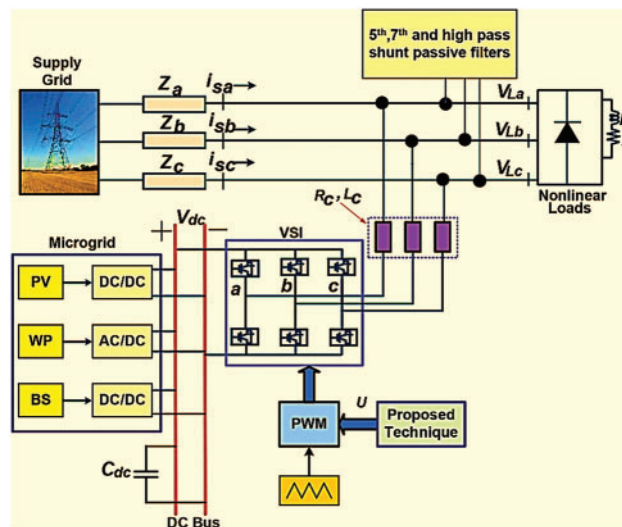 5th,7th and high pass
shunt passive filters
Supply
Grid
Za
isa
VLa
Zb
isb
VLb
Zc
isc
VLc
Nonlinear
Loads
RC, LC
+
Vdc
−
VSI
Microgrid
PV
DC/DC
WP
AC/DC
BS
DC/DC
a
b
c
U
PWM
Proposed
Technique
Cdc
DC Bus